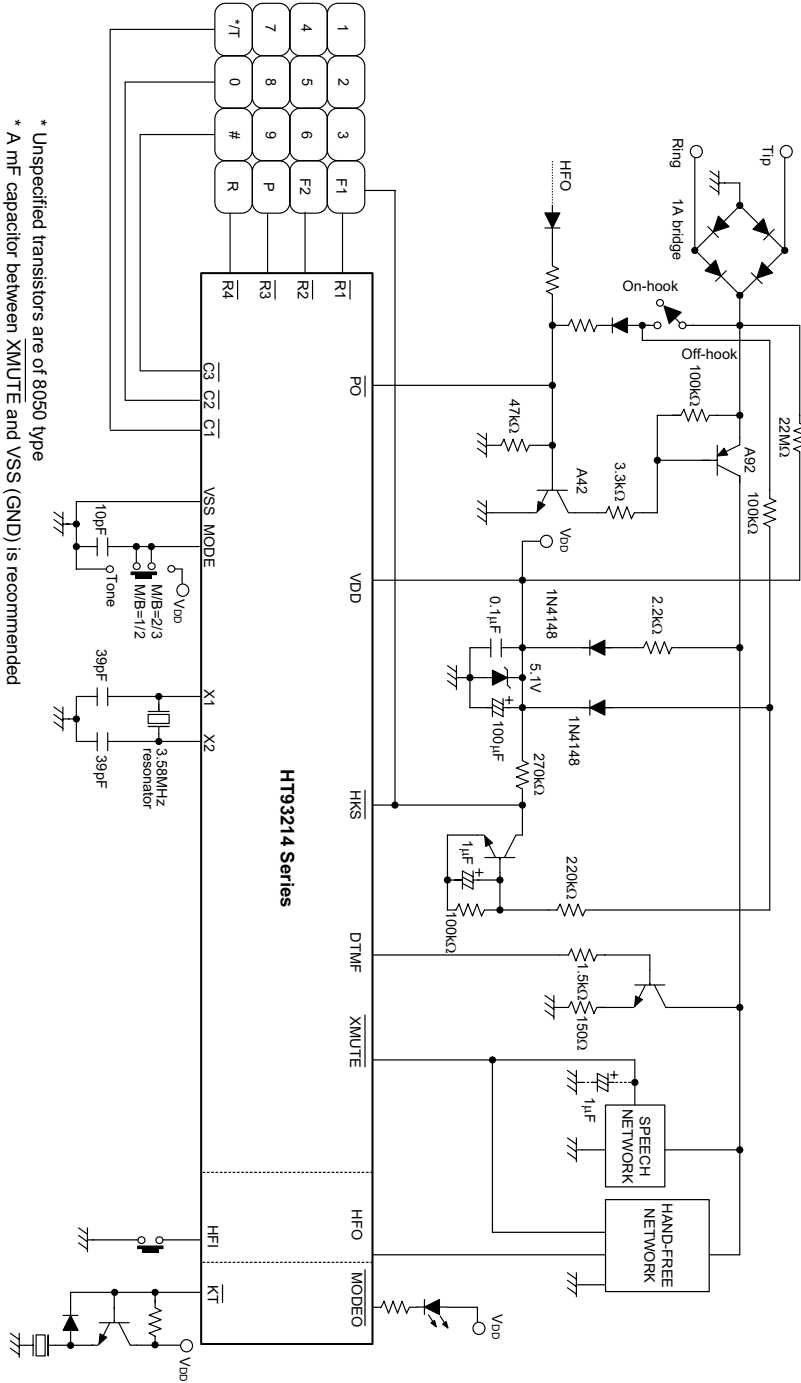 Tip
Ring
1A bridge
HFO
On-hook
Off-hook
22MΩ
100kΩ
100kΩ
A92
3.3kΩ
47kΩ
A42
VDD
1N4148
2.2kΩ
0.1μF
5.1V
+
100μF
1N4148
270kΩ
+
1μF
100kΩ
220kΩ
1.5kΩ
150Ω
+
1μF
SPEECH
NETWORK
HAND-FREE
NETWORK
VDD
1 2 3 F1
4 5 6 F2
7 8 9 P
*/T 0 # R
R1
R2
R3
R4
C3
C2
C1
PO
VDD
HKS
DTMF
XMUTE
HFO
MODEO
HT93214 Series
VSS
MODE
X1
X2
HFI
KT
10pF
Tone
M/B=1/2
M/B=2/3
VDD
39pF
39pF
3.58MHz
resonator
VDD
* Unspecified transistors are of 8050 type
* A mF capacitor between XMUTE and VSS (GND) is recommended